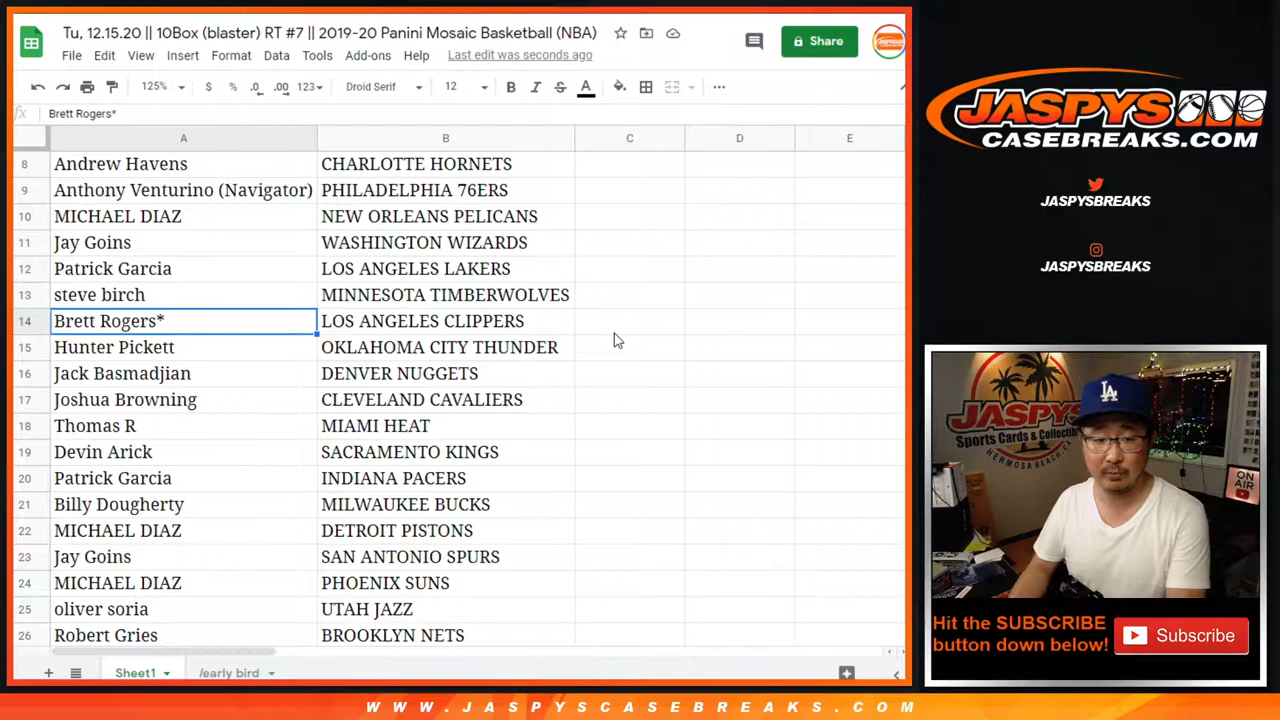 Tu, 12.15.20 || 10Box (blaster) RT #7 || 2019-20 Panini Mosaic Basketball (NBA)
File Edit View Insert Format Data Tools Add-ons Help Last edit was seconds ago
Share
125% $ % .0 .00 123 Droid Serif 12 B I S A
fx Brett Rogers*
A B C D E
8 Andrew Havens CHARLOTTE HORNETS
9 Anthony Venturino (Navigator) PHILADELPHIA 76ERS
10 MICHAEL DIAZ NEW ORLEANS PELICANS
11 Jay Goins WASHINGTON WIZARDS
12 Patrick Garcia LOS ANGELES LAKERS
13 steve birch MINNESOTA TIMBERWOLVES
14 Brett Rogers* LOS ANGELES CLIPPERS
15 Hunter Pickett OKLAHOMA CITY THUNDER
16 Jack Basmadjian DENVER NUGGETS
17 Joshua Browning CLEVELAND CAVALIERS
18 Thomas R MIAMI HEAT
19 Devin Arick SACRAMENTO KINGS
20 Patrick Garcia INDIANA PACERS
21 Billy Dougherty MILWAUKEE BUCKS
22 MICHAEL DIAZ DETROIT PISTONS
23 Jay Goins SAN ANTONIO SPURS
24 MICHAEL DIAZ PHOENIX SUNS
25 oliver soria UTAH JAZZ
26 Robert Gries BROOKLYN NETS
Sheet1 /early bird
JASPYS
CASEBREAKS.COM
JASPYSBREAKS
JASPYSBREAKS
JASPYS
Sports Cards & Collectibles
HERMOSA BEACH, CA
LA
ON AIR
Hit the SUBSCRIBE
button down below!
Subscribe
WWW.JASPYSCASEBREAKS.COM